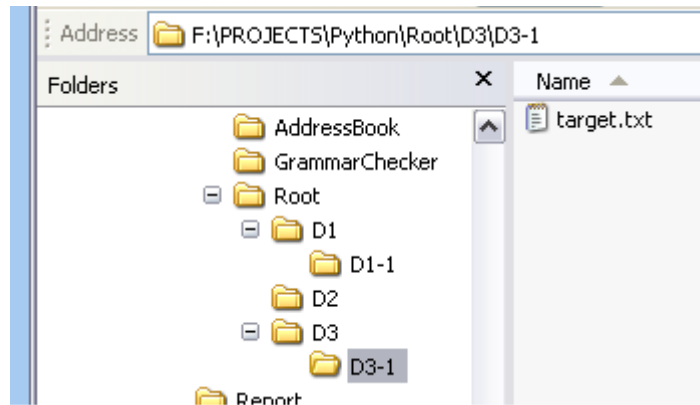 Address F:\PROJECTS\Python\Root\D3\D3-1
Folders
Name
AddressBook
target.txt
GrammarChecker
Root
D1
D1-1
D2
D3
D3-1
Report